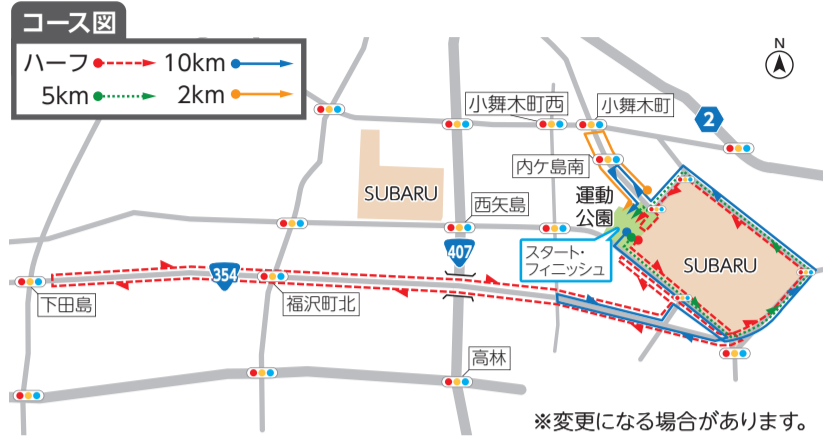 コース図
ハーフ 10km
5km 2km
N
小舞木町西
小舞木町
2
内ケ島南
運動
公園
SUBARU
西矢島
407
スタート・
フィニッシュ
SUBARU
354
下田島
福沢町北
高林
※変更になる場合があります。